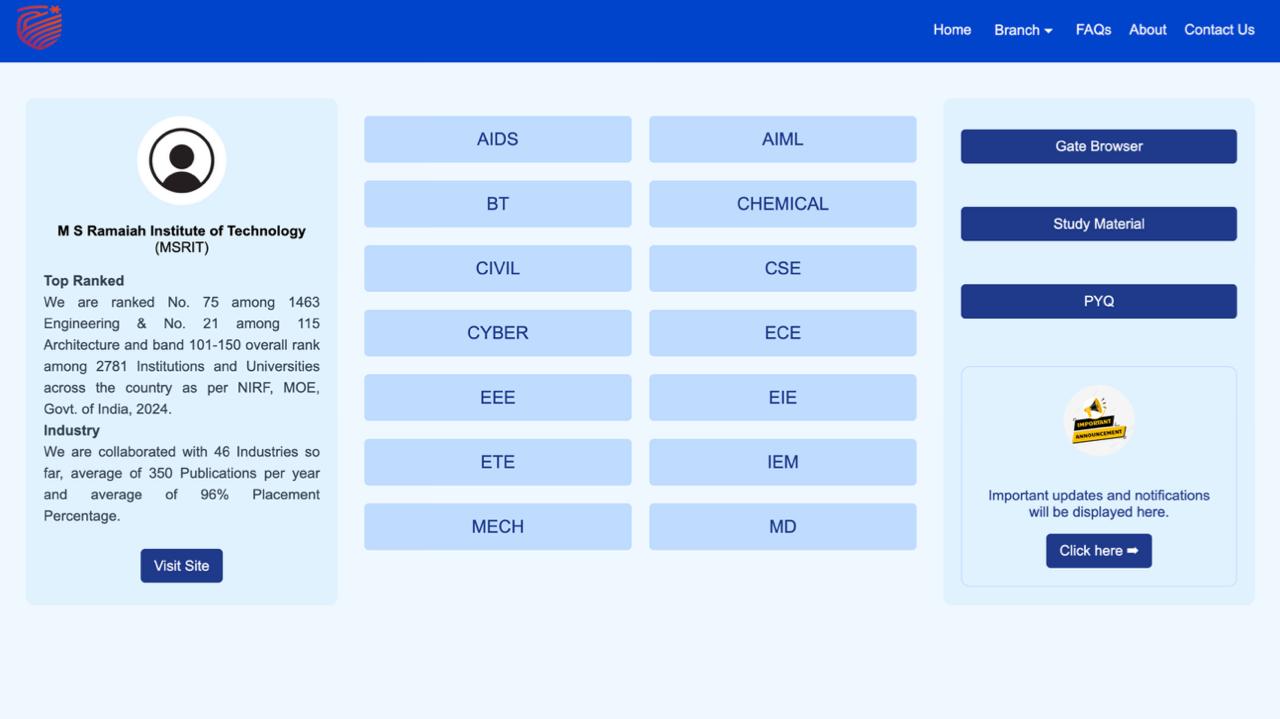 Home Branch FAQs About Contact Us
M S Ramaiah Institute of Technology
(MSRIT)
Top Ranked
We are ranked No. 75 among 1463
Engineering & No. 21 among 115
Architecture and band 101-150 overall rank
among 2781 Institutions and Universities
across the country as per NIRF, MOE,
Govt. of India, 2024.
Industry
We are collaborated with 46 Industries so
far, average of 350 Publications per year
and average of 96% Placement
Percentage.
Visit Site
AIDS
AIML
BT
CHEMICAL
CIVIL
CSE
CYBER
ECE
EEE
EIE
ETE
IEM
MECH
MD
Gate Browser
Study Material
PYQ
IMPORTANT
ANNOUNCEMENT
Important updates and notifications
will be displayed here.
Click here ➡